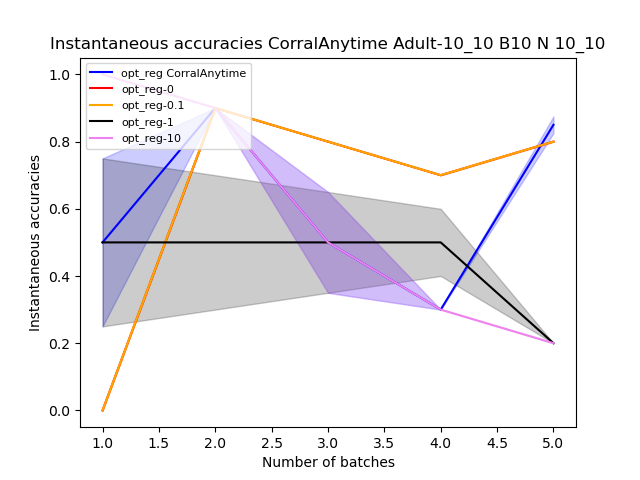 Instantaneous accuracies CorralAnytime Adult-10_10 B10 N 10_10
opt_reg CorralAnytime
opt_reg-0
opt_reg-0.1
opt_reg-1
opt_reg-10
1.0
0.8
0.6
0.4
0.2
0.0
Instantaneous accuracies
1.0 1.5 2.0 2.5 3.0 3.5 4.0 4.5 5.0
Number of batches